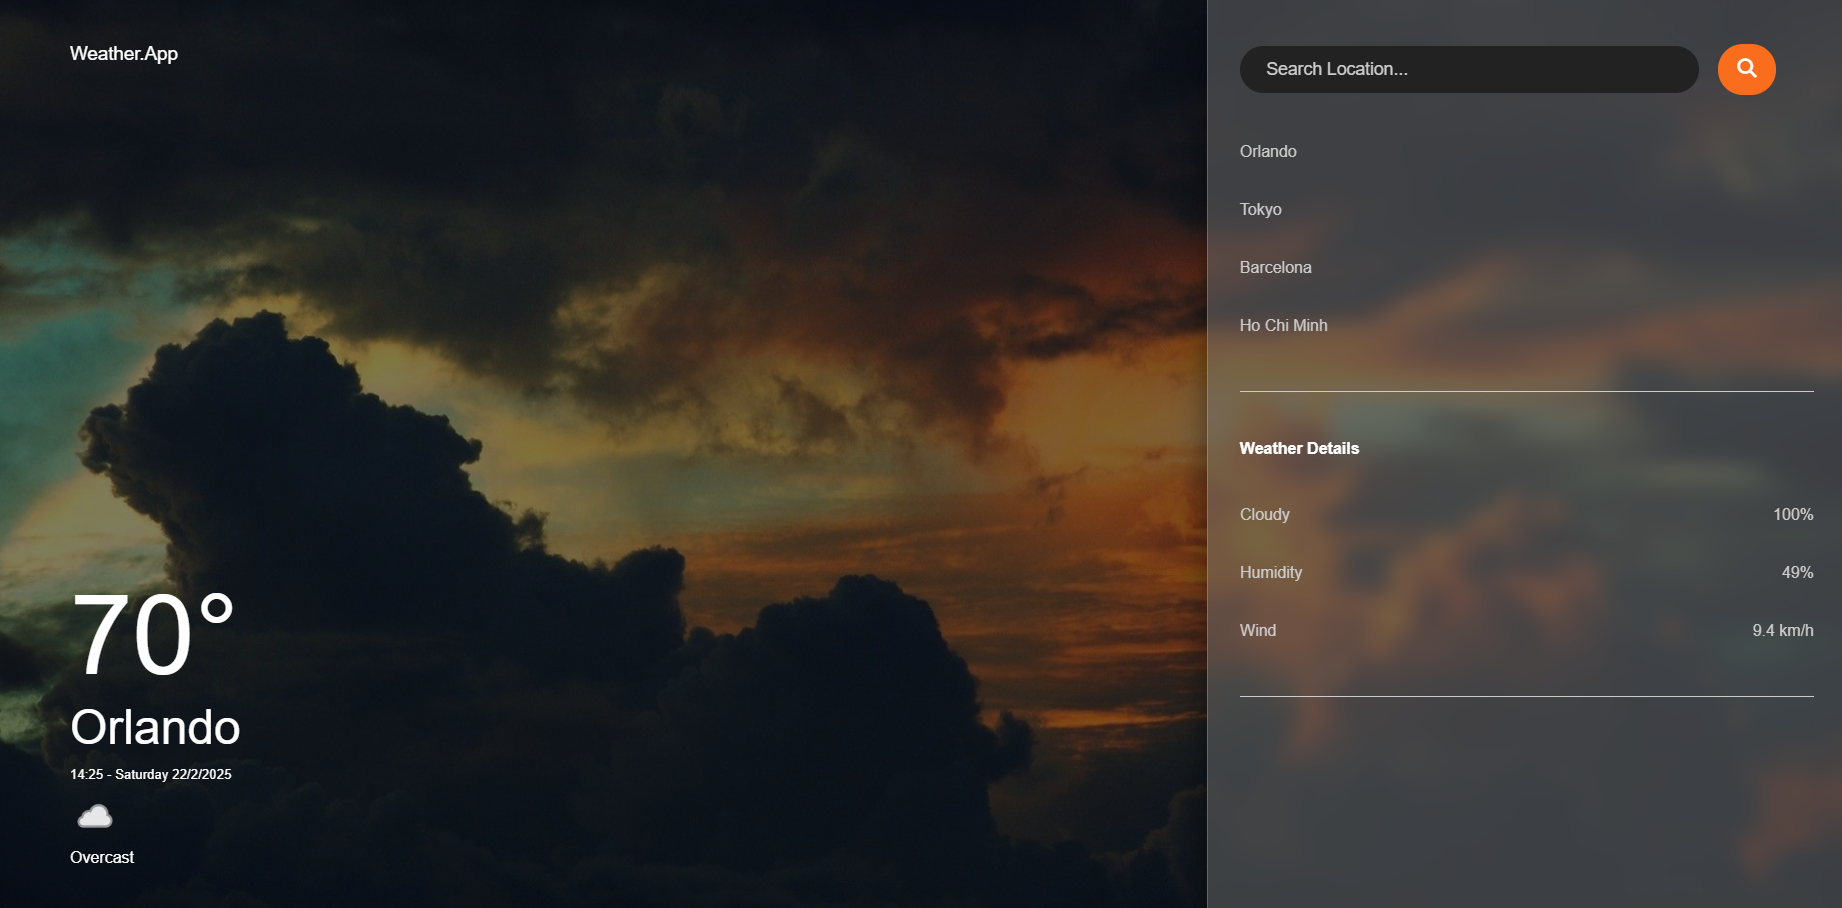 Weather.App
70°
Orlando
14:25 - Saturday 22/2/2025
Overcast
Search Location...
Orlando
Tokyo
Barcelona
Ho Chi Minh
Weather Details
Cloudy 100%
Humidity 49%
Wind 9.4 km/h